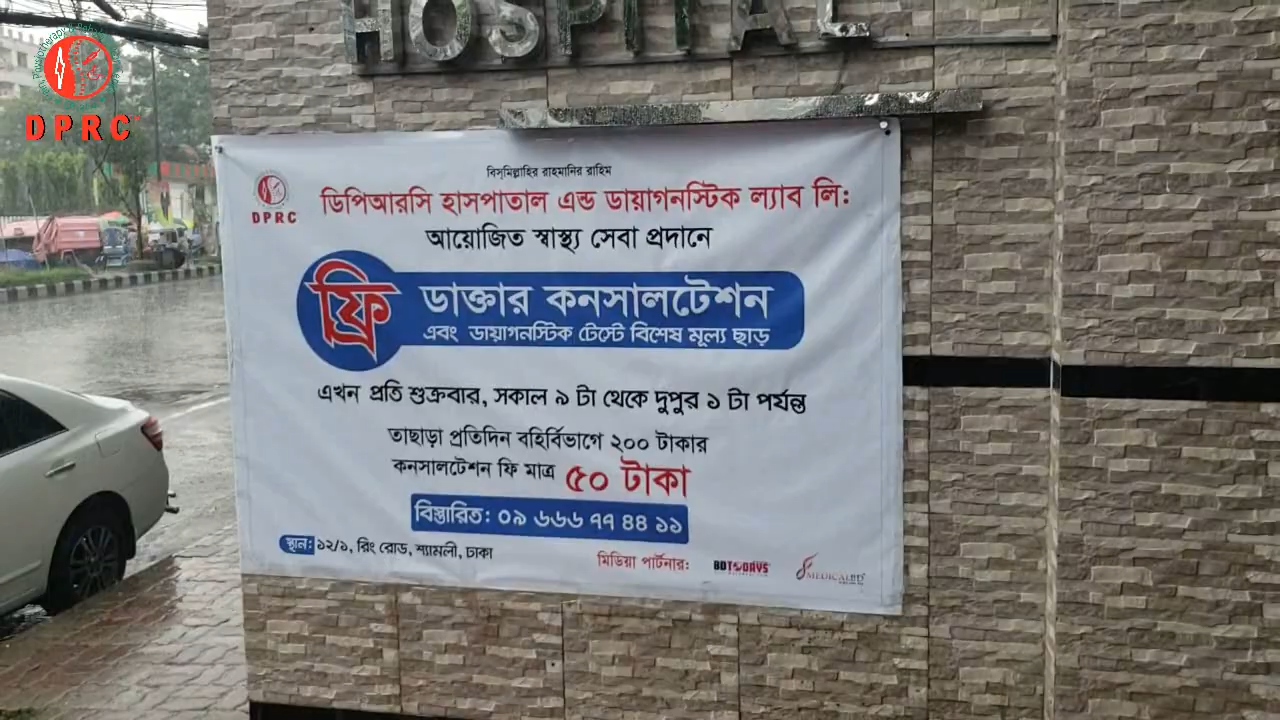 HOSPITAL
DPRC
বিসমিল্লাহির রাহমানির রাহিম
DPRC
ডিপিআরসি হাসপাতাল এন্ড ডায়াগনস্টিক ল্যাব লি:
আয়োজিত স্বাস্থ্য সেবা প্রদানে
ফ্রি ডাক্তার কনসালটেশন
এবং ডায়াগনস্টিক টেস্টে বিশেষ মূল্য ছাড়
এখন প্রতি শুক্রবার, সকাল ৯ টা থেকে দুপুর ১ টা পর্যন্ত
তাছাড়া প্রতিদিন বহির্বিভাগে ২০০ টাকার
কনসালটেশন ফি মাত্র ৫০ টাকা
বিস্তারিত: ০৯ ৬৬৬ ৭৭ ৪৪ ১১
স্থান: ১২/১, রিং রোড, শ্যামলী, ঢাকা
মিডিয়া পার্টনার: BDTODAYS MEDICALBD